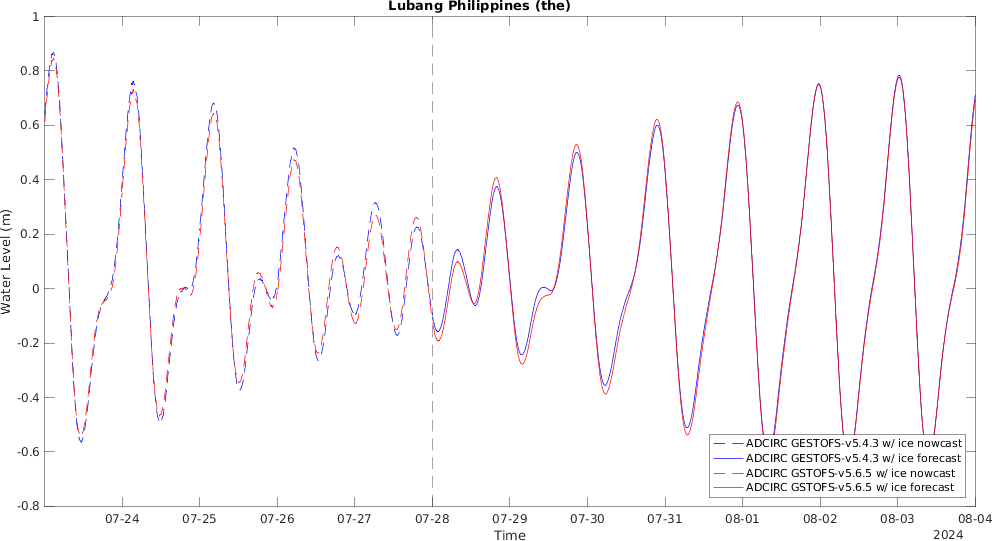 Lubang Philippines (the)
1
0.8
0.6
0.4
0.2
0
-0.2
-0.4
-0.6
-0.8
Water Level (m)
ADCIRC GESTOFS-v5.4.3 w/ ice nowcast
ADCIRC GESTOFS-v5.4.3 w/ ice forecast
ADCIRC GSTOFS-v5.6.5 w/ ice nowcast
ADCIRC GSTOFS-v5.6.5 w/ ice forecast
07-24 07-25 07-26 07-27 07-28 07-29 07-30 07-31 08-01 08-02 08-03 08-04
Time
2024